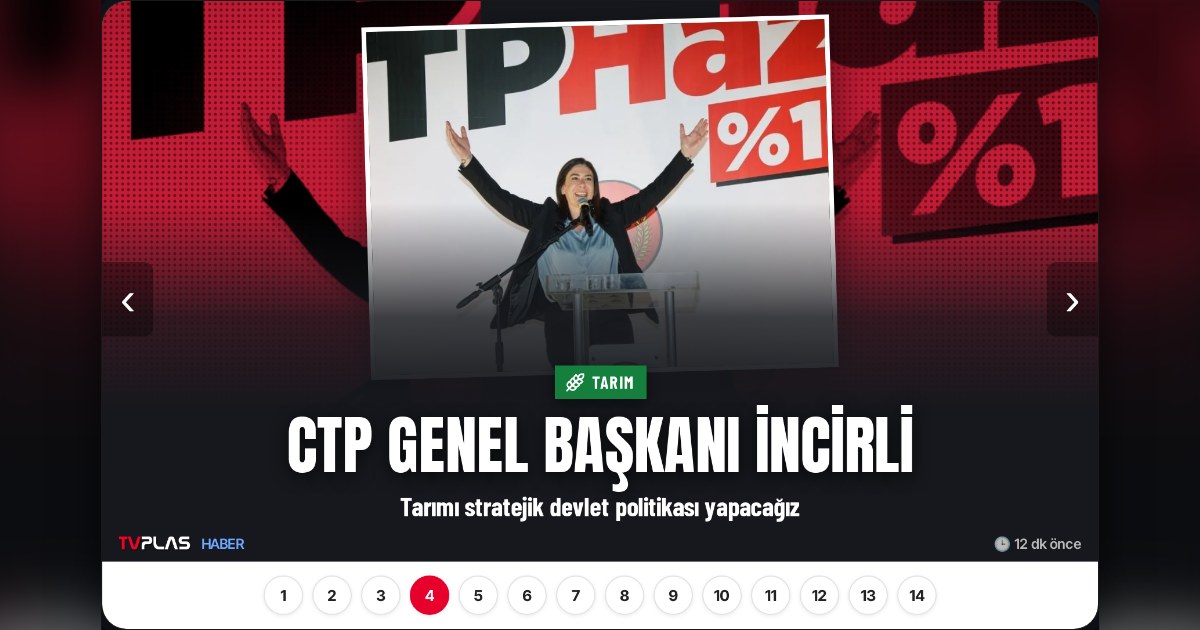 TPHaz
%1
%1
‹
›
TARIM
CTP GENEL BAŞKANI İNCİRLİ
Tarımı stratejik devlet politikası yapacağız
TVPLAS HABER
12 dk önce
1 2 3 4 5 6 7 8 9 10 11 12 13 14